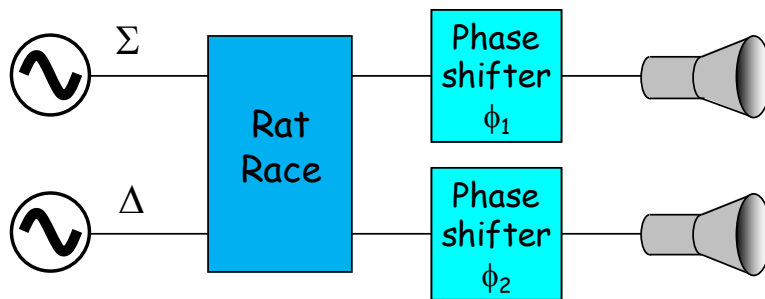 Σ
Phase
shifter
ϕ1
Rat
Race
Δ
Phase
shifter
ϕ2